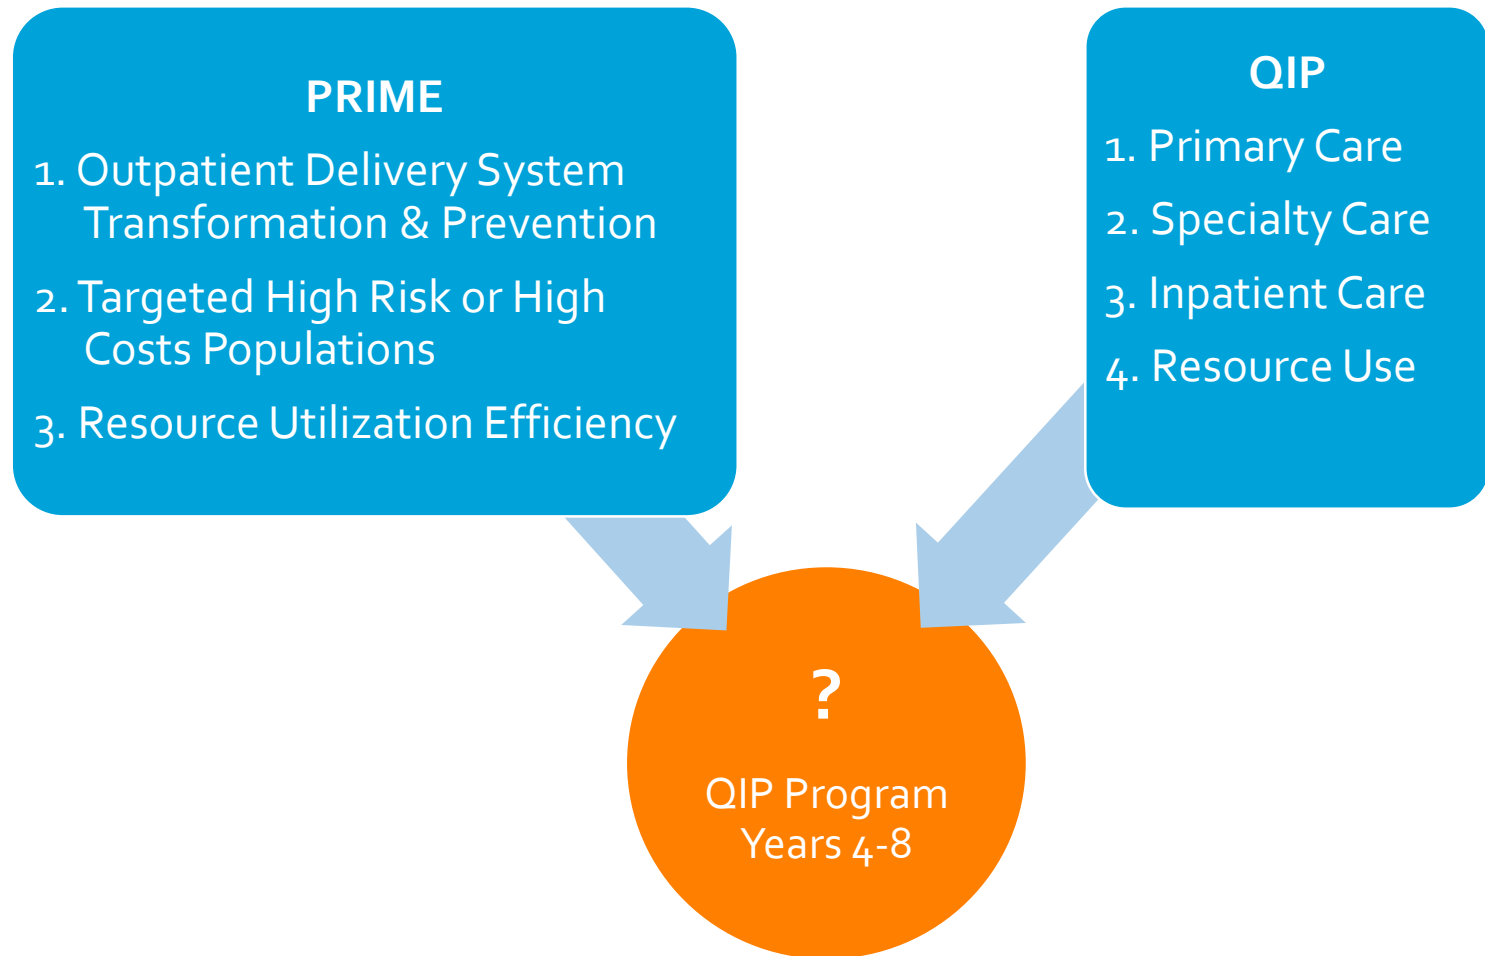 PRIME
1. Outpatient Delivery System
Transformation & Prevention
2. Targeted High Risk or High
Costs Populations
3. Resource Utilization Efficiency
QIP
1. Primary Care
2. Specialty Care
3. Inpatient Care
4. Resource Use
?
QIP Program
Years 4-8